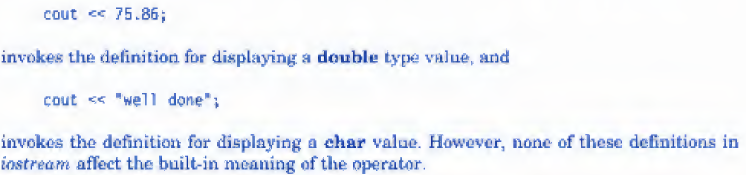 cout << 75.86;
invokes the definition for displaying a double type value, and
cout << "well done";
invokes the definition for displaying a char value. However, none of these definitions in
iostream affect the built-in meaning of the operator.